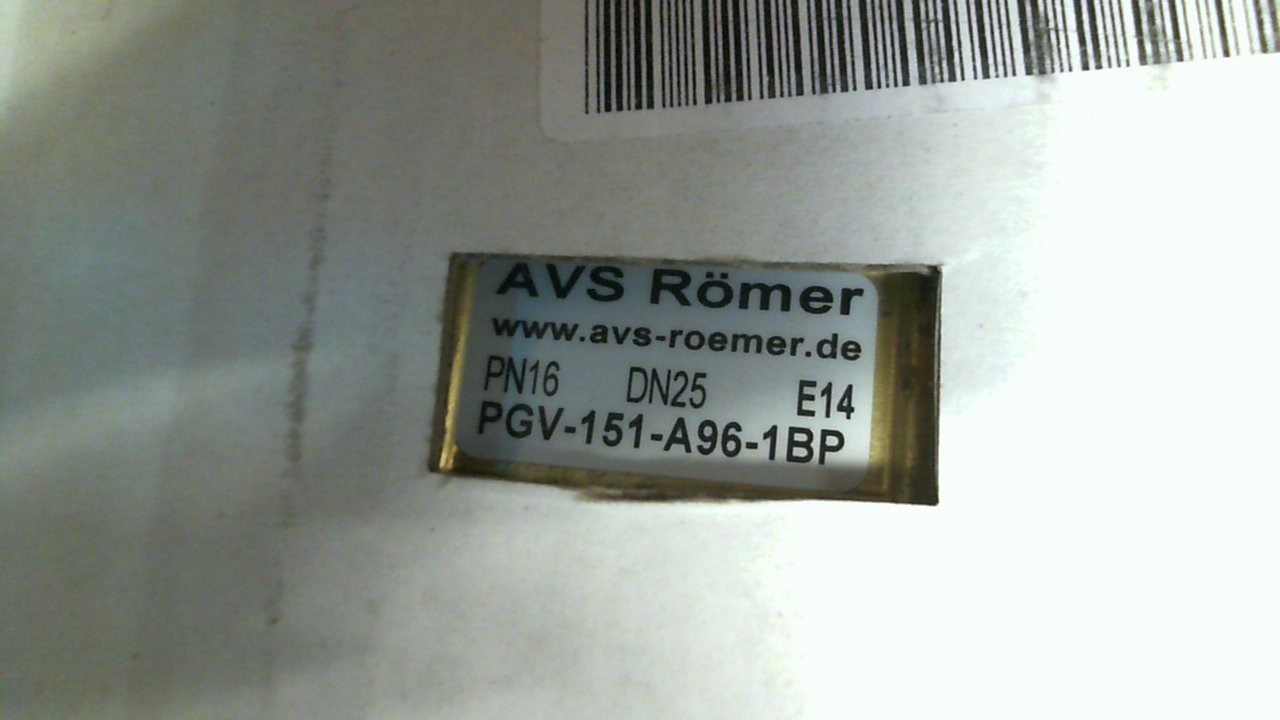 AVS Römer
www.avs-roemer.de
PN16 DN25 E14
PGV-151-A96-1BP